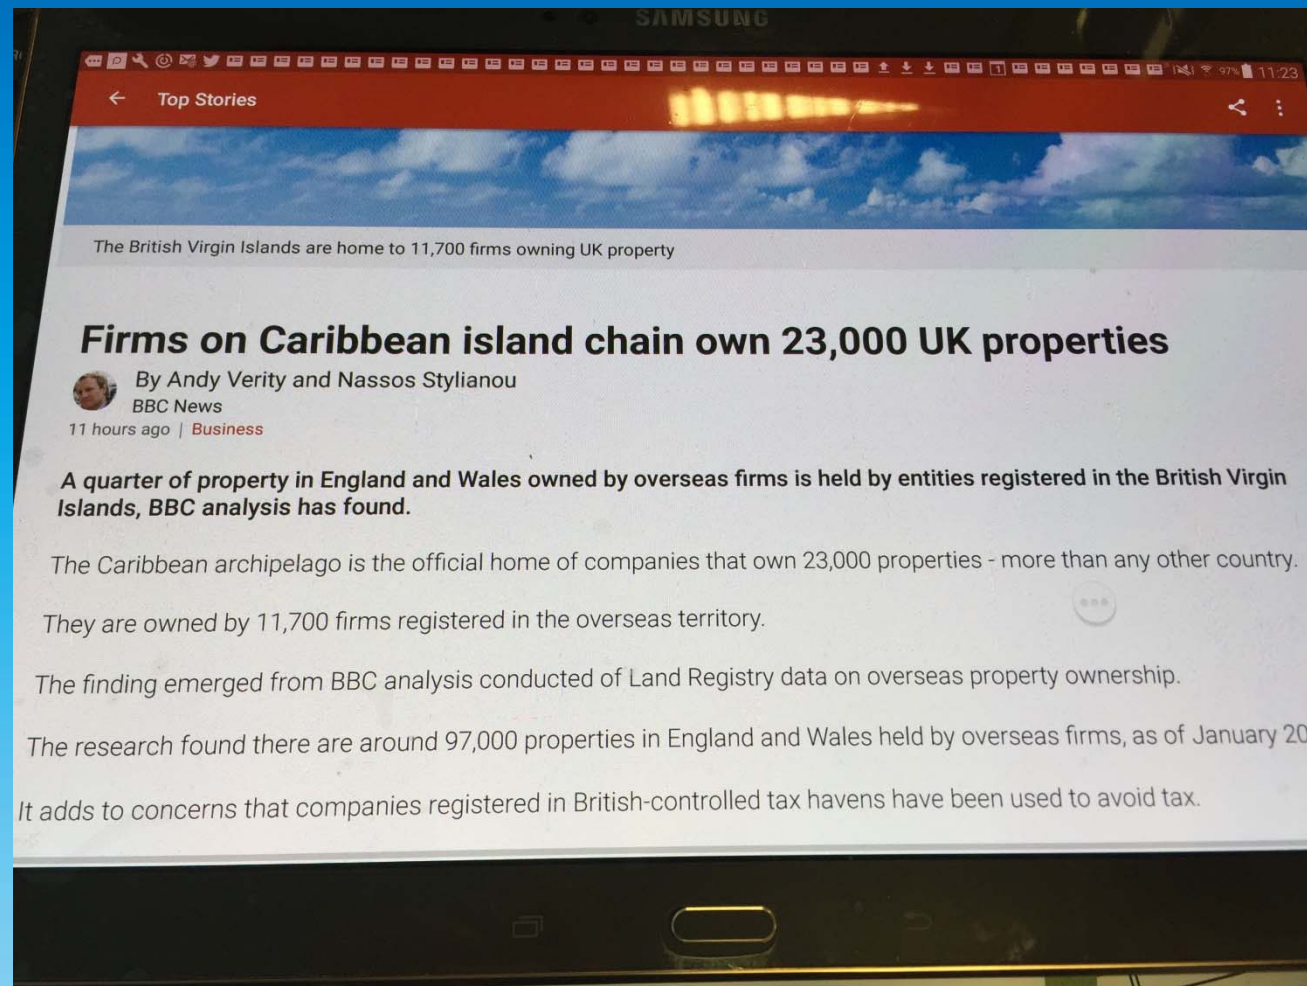 SAMSUNG
97% 11:23
Top Stories
The British Virgin Islands are home to 11,700 firms owning UK property
Firms on Caribbean island chain own 23,000 UK properties
By Andy Verity and Nassos Stylianou
BBC News
11 hours ago | Business
A quarter of property in England and Wales owned by overseas firms is held by entities registered in the British Virgin
Islands, BBC analysis has found.
The Caribbean archipelago is the official home of companies that own 23,000 properties - more than any other country.
They are owned by 11,700 firms registered in the overseas territory.
The finding emerged from BBC analysis conducted of Land Registry data on overseas property ownership.
The research found there are around 97,000 properties in England and Wales held by overseas firms, as of January 20
It adds to concerns that companies registered in British-controlled tax havens have been used to avoid tax.